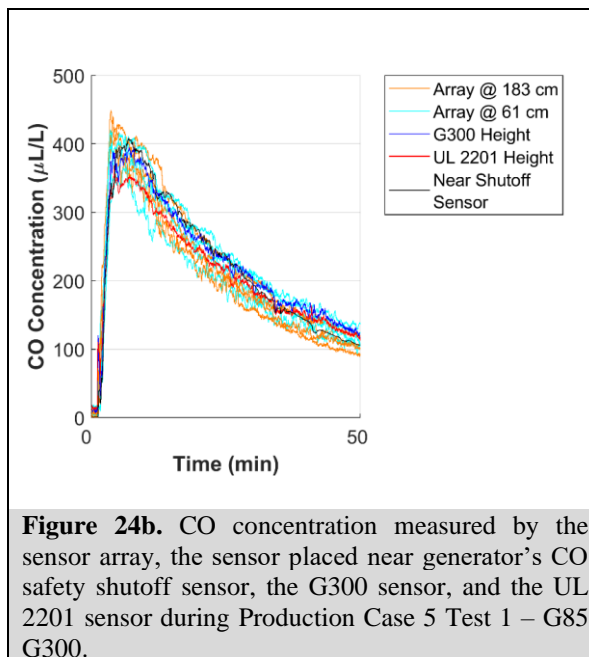 500
400
300
200
100
0
CO Concentration (µL/L)
0
50
Time (min)
Array @ 183 cm
Array @ 61 cm
G300 Height
UL 2201 Height
Near Shutoff
Sensor
Figure 24b. CO concentration measured by the
sensor array, the sensor placed near generator’s CO
safety shutoff sensor, the G300 sensor, and the UL
2201 sensor during Production Case 5 Test 1 – G85
G300.